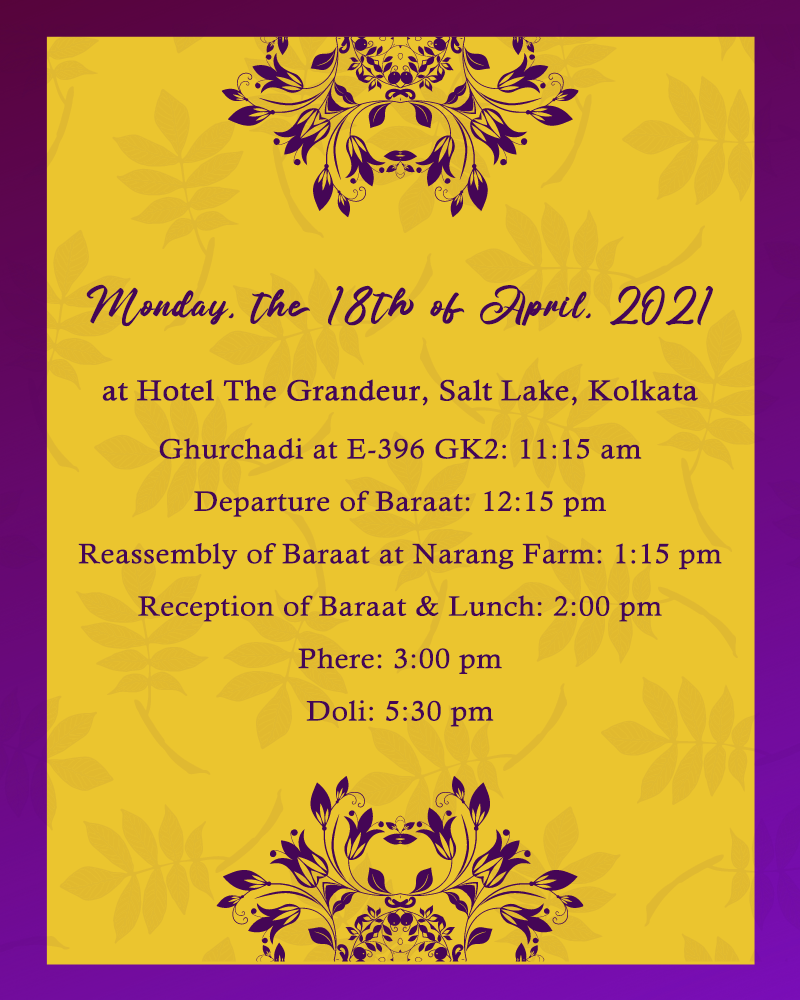 Monday, the 18th of April, 2021
at Hotel The Grandeur, Salt Lake, Kolkata
Ghurchadi at E-396 GK2: 11:15 am
Departure of Baraat: 12:15 pm
Reassembly of Baraat at Narang Farm: 1:15 pm
Reception of Baraat & Lunch: 2:00 pm
Phere: 3:00 pm
Doli: 5:30 pm